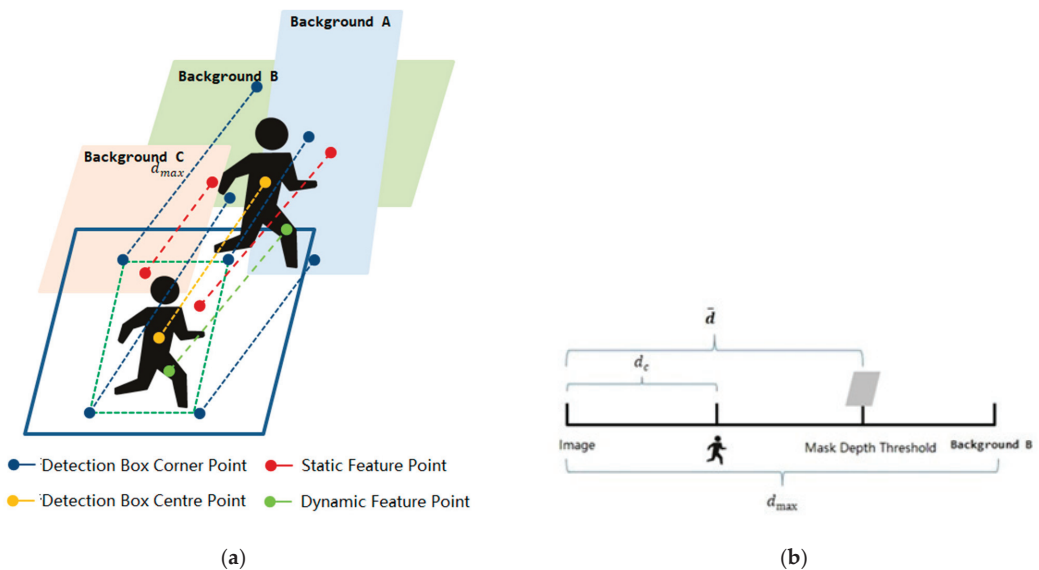 Background A
Background B
Background C
d_max
Detection Box Corner Point
Static Feature Point
Detection Box Centre Point
Dynamic Feature Point
(a)
d̄
d_c
Image
Mask Depth Threshold
Background B
d_max
(b)